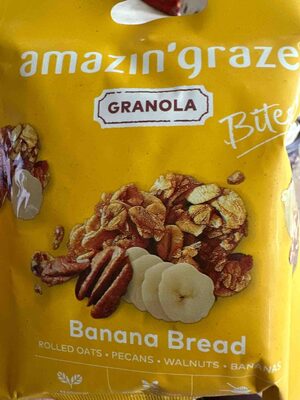 amazin'graze
GRANOLA
Bites
Banana Bread
ROLLED OATS • PECANS • WALNUTS • BANANAS